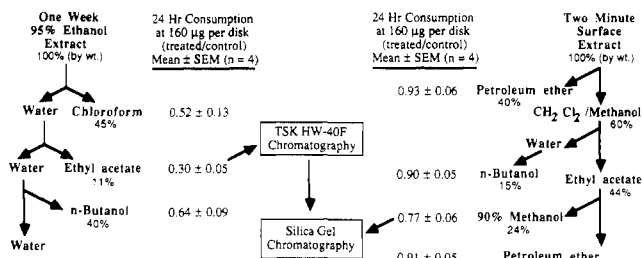 One Week
95% Ethanol
Extract
100% (by wt.)
24 Hr Consumption
at 160 µg per disk
(treated/control)
Mean ± SEM (n = 4)
24 Hr Consumption
at 160 µg per disk
(treated/control)
Mean ± SEM (n = 4)
Two Minute
Surface
Extract
100% (by wt.)
Water Chloroform
45%
0.52 ± 0.13
0.93 ± 0.06
Petroleum ether
40%
CH2 Cl2 /Methanol
60%
TSK HW-40F
Chromatography
Water
Water Ethyl acetate
11%
0.30 ± 0.05
0.90 ± 0.05
n-Butanol
15%
Ethyl acetate
44%
n-Butanol
40%
0.64 ± 0.09
Silica Gel
Chromatography
0.77 ± 0.06
90% Methanol
24%
Water
0.91 ± 0.05
Petroleum ether